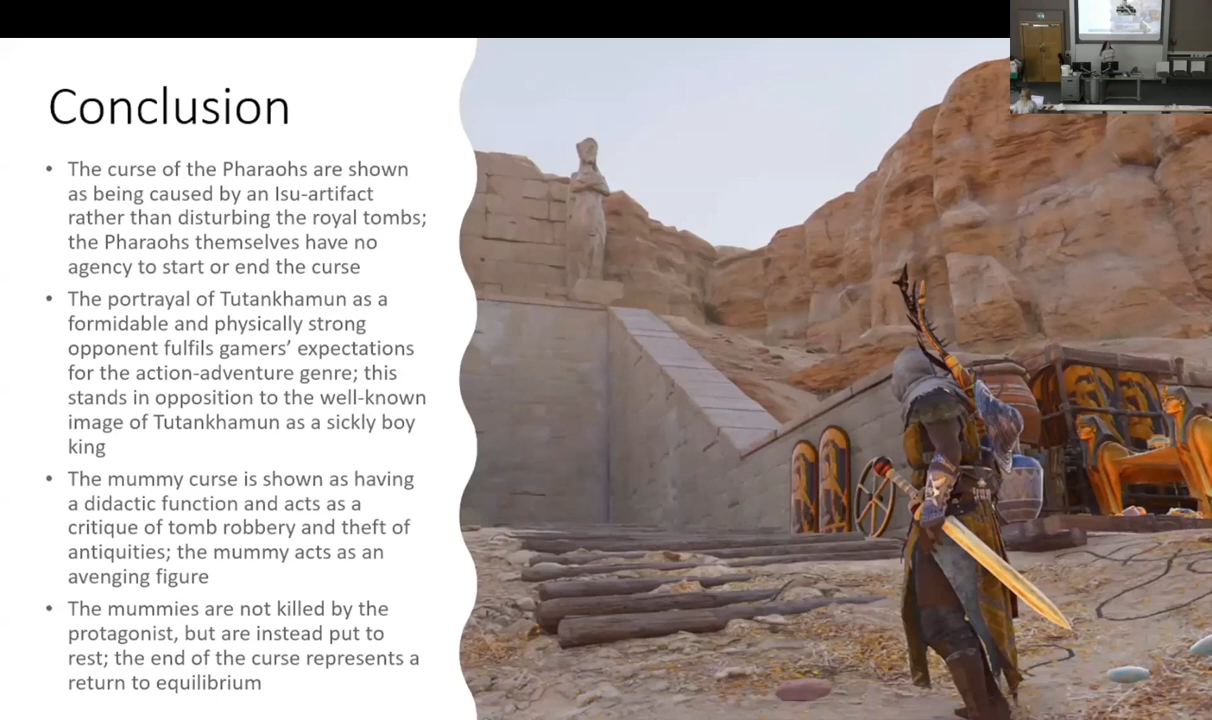 Conclusion
• The curse of the Pharaohs are shown
as being caused by an Isu-artifact
rather than disturbing the royal tombs;
the Pharaohs themselves have no
agency to start or end the curse
• The portrayal of Tutankhamun as a
formidable and physically strong
opponent fulfils gamers’ expectations
for the action-adventure genre; this
stands in opposition to the well-known
image of Tutankhamun as a sickly boy
king
• The mummy curse is shown as having
a didactic function and acts as a
critique of tomb robbery and theft of
antiquities; the mummy acts as an
avenging figure
• The mummies are not killed by the
protagonist, but are instead put to
rest; the end of the curse represents a
return to equilibrium